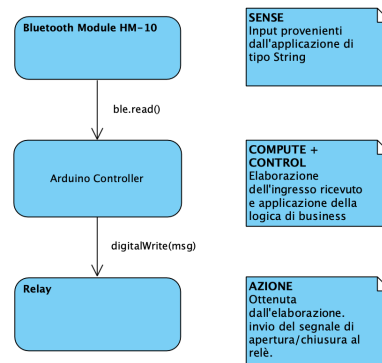 Bluetooth Module HM-10
SENSE
Input provenienti
dall'applicazione di
tipo String
ble.read()
Arduino Controller
COMPUTE +
CONTROL
Elaborazione
dell'ingresso ricevuto
e applicazione della
logica di business
digitalWrite(msg)
Relay
AZIONE
Ottenuta
dall'elaborazione.
invio del segnale di
apertura/chiusura al
relè.